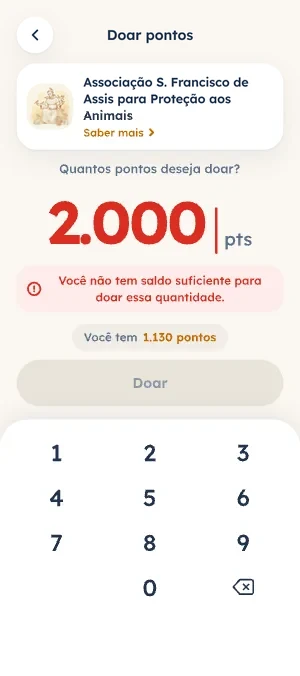 Doar pontos
Associação S. Francisco de
Assis para Proteção aos
Animais
Saber mais
Quantos pontos deseja doar?
2.000 pts
Você não tem saldo suficiente para
doar essa quantidade.
Você tem 1.130 pontos
Doar
1 2 3
4 5 6
7 8 9
0